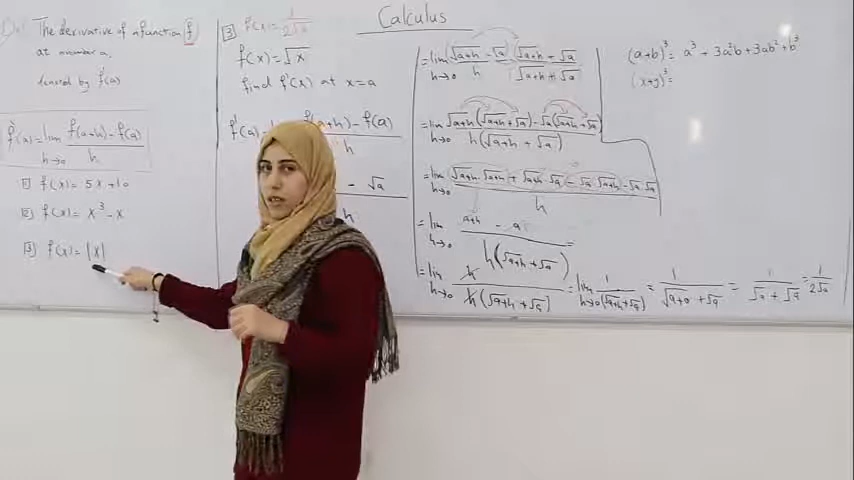 Calculus
Def: The derivative of a function (f)
at number a.
denoted by f'(a)
f'(a) = lim h→0 f(a+h) - f(a) / h
1 f(x) = 5x + 10
2 f(x) = x³ - x
3 f(x) = |x|
3 f'(x) = 1/2√a
f(x) = √x
find f'(x) at x = a
f(a+h) - f(a)
h
- √a
h
= lim h→0 (√a+h - √a)/h · √a+h + √a / √a+h + √a
= lim h→0 √a+h (√a+h + √a) - √a (√a+h + √a) / h(√a+h + √a)
= lim h→0 √a+h · √a+h + √a+h · √a - √a · √a+h - √a · √a / h
= lim h→0 a+h - a / h(√a+h + √a) =
= lim h→0 h / h(√a+h + √a) = lim h→0 1 / (√a+h + √a) = 1 / √a+0 + √a = 1 / √a + √a = 1 / 2√a
(a+b)³ = a³ + 3a²b + 3ab² + b³
(x+y)³ =